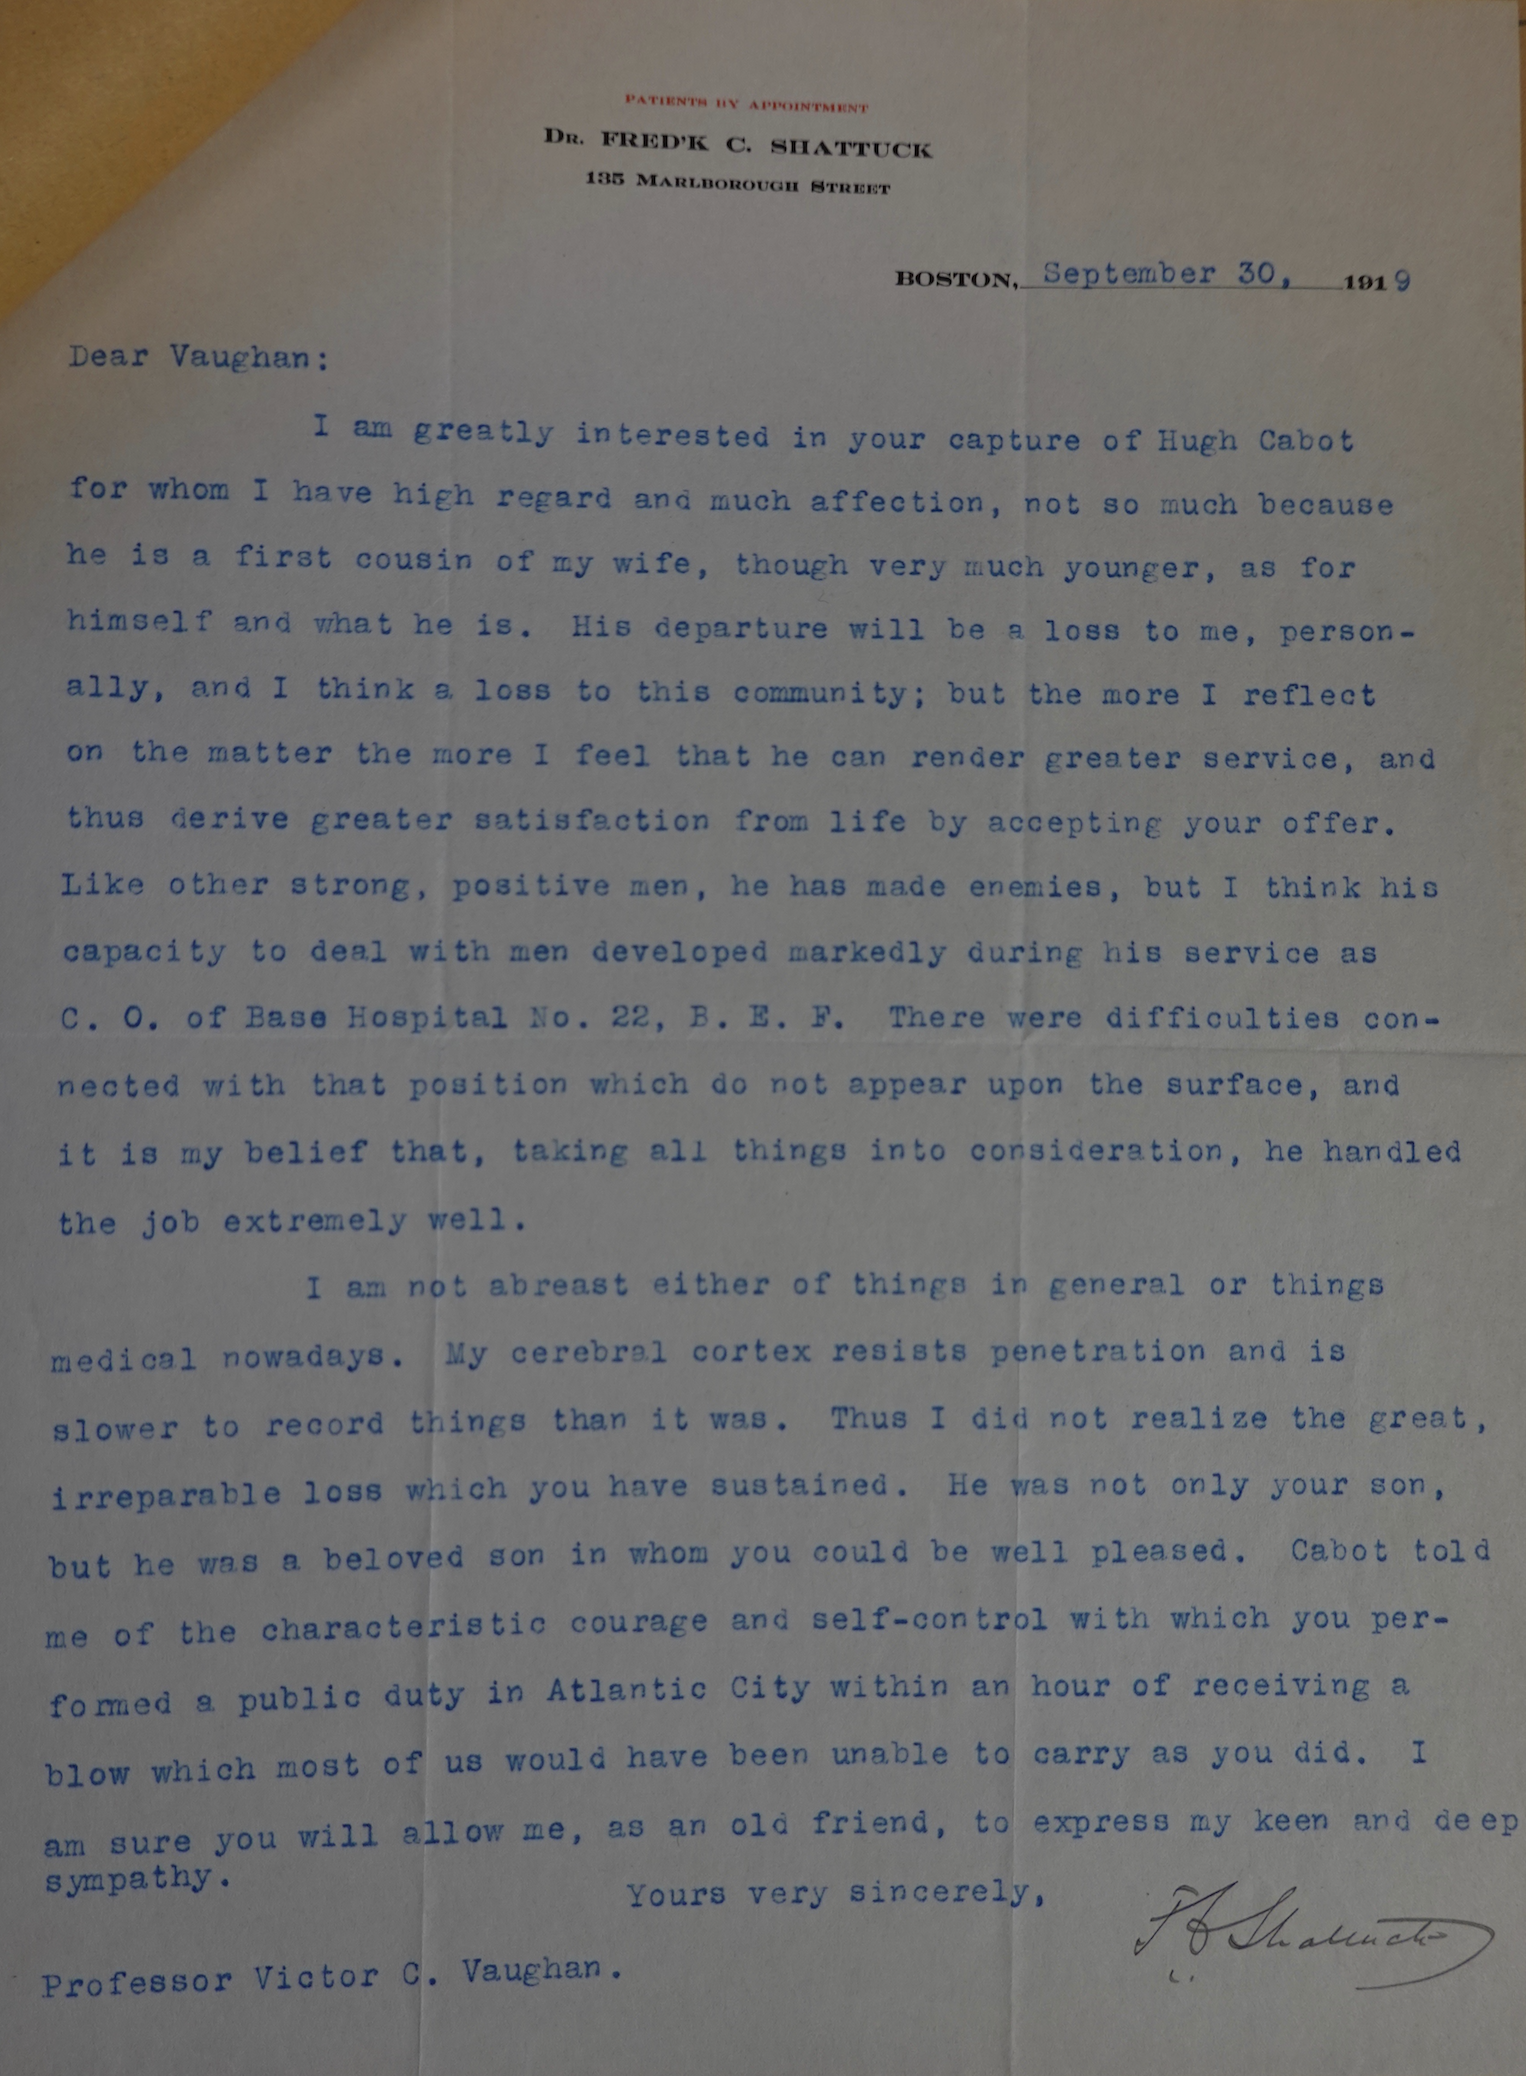 PATIENTS BY APPOINTMENT
DR. FRED'K C. SHATTUCK
135 MARLBOROUGH STREET
BOSTON, September 30, 1919
Dear Vaughan:
I am greatly interested in your capture of Hugh Cabot
for whom I have high regard and much affection, not so much because
he is a first cousin of my wife, though very much younger, as for
himself and what he is. His departure will be a loss to me, person-
ally, and I think a loss to this community; but the more I reflect
on the matter the more I feel that he can render greater service, and
thus derive greater satisfaction from life by accepting your offer.
Like other strong, positive men, he has made enemies, but I think his
capacity to deal with men developed markedly during his service as
C. O. of Base Hospital No. 22, B. E. F. There were difficulties con-
nected with that position which do not appear upon the surface, and
it is my belief that, taking all things into consideration, he handled
the job extremely well.
I am not abreast either of things in general or things
medical nowadays. My cerebral cortex resists penetration and is
slower to record things than it was. Thus I did not realize the great,
irreparable loss which you have sustained. He was not only your son,
but he was a beloved son in whom you could be well pleased. Cabot told
me of the characteristic courage and self-control with which you per-
formed a public duty in Atlantic City within an hour of receiving a
blow which most of us would have been unable to carry as you did. I
am sure you will allow me, as an old friend, to express my keen and deep
sympathy.
Yours very sincerely,
F C Shattuck
Professor Victor C. Vaughan.